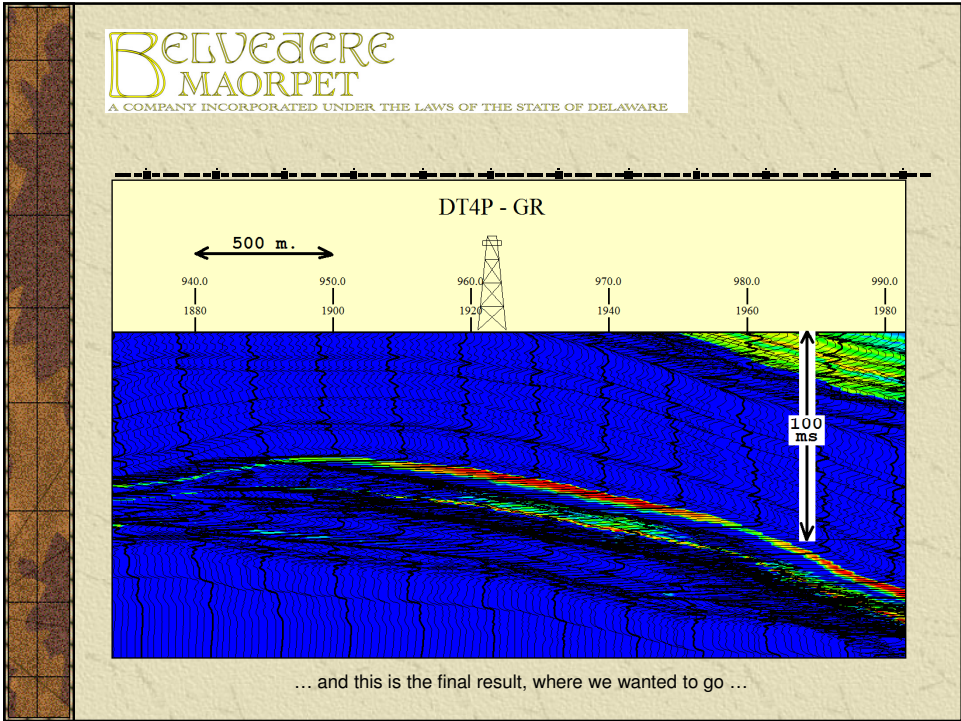 BELVEDERE
MAORPET
A COMPANY INCORPORATED UNDER THE LAWS OF THE STATE OF DELAWARE
DT4P - GR
500 m.
940.0 950.0 960.0 970.0 980.0 990.0
1880 1900 1920 1940 1960 1980
100
ms
… and this is the final result, where we wanted to go …